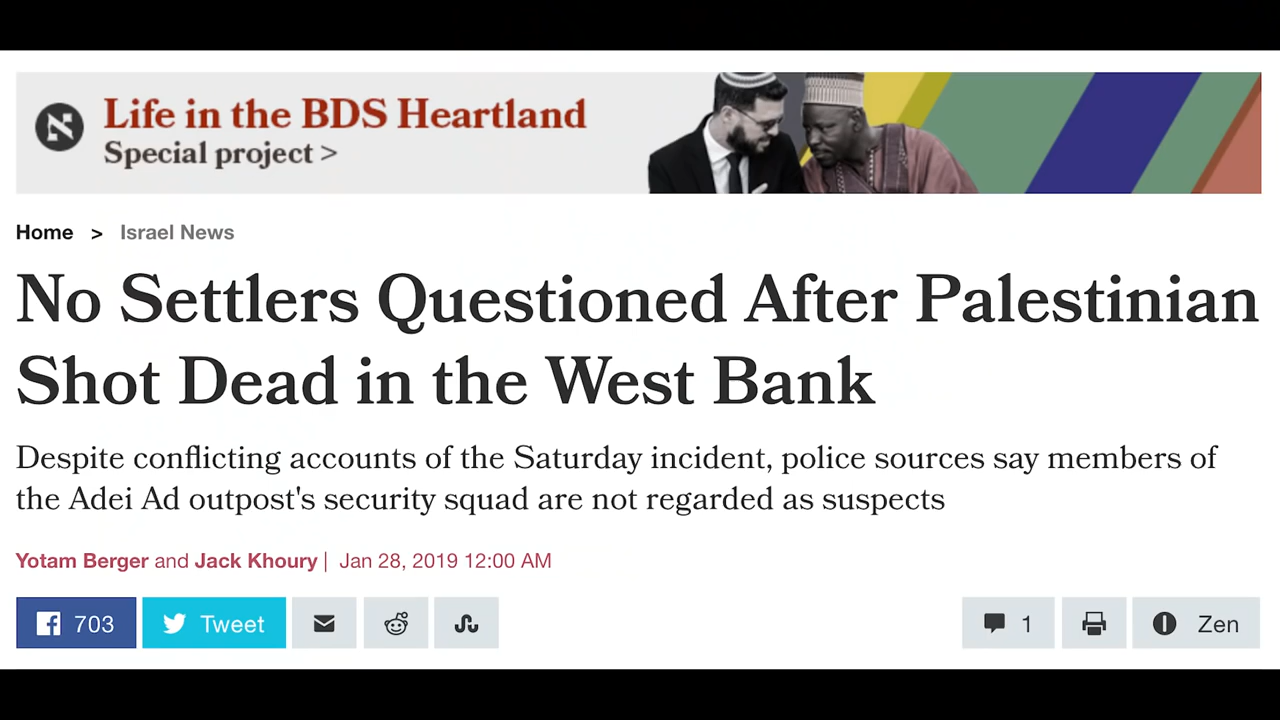 Life in the BDS Heartland
Special project >
Home > Israel News
No Settlers Questioned After Palestinian
Shot Dead in the West Bank
Despite conflicting accounts of the Saturday incident, police sources say members of
the Adei Ad outpost's security squad are not regarded as suspects
Yotam Berger and Jack Khoury | Jan 28, 2019 12:00 AM
703 Tweet 1 Zen